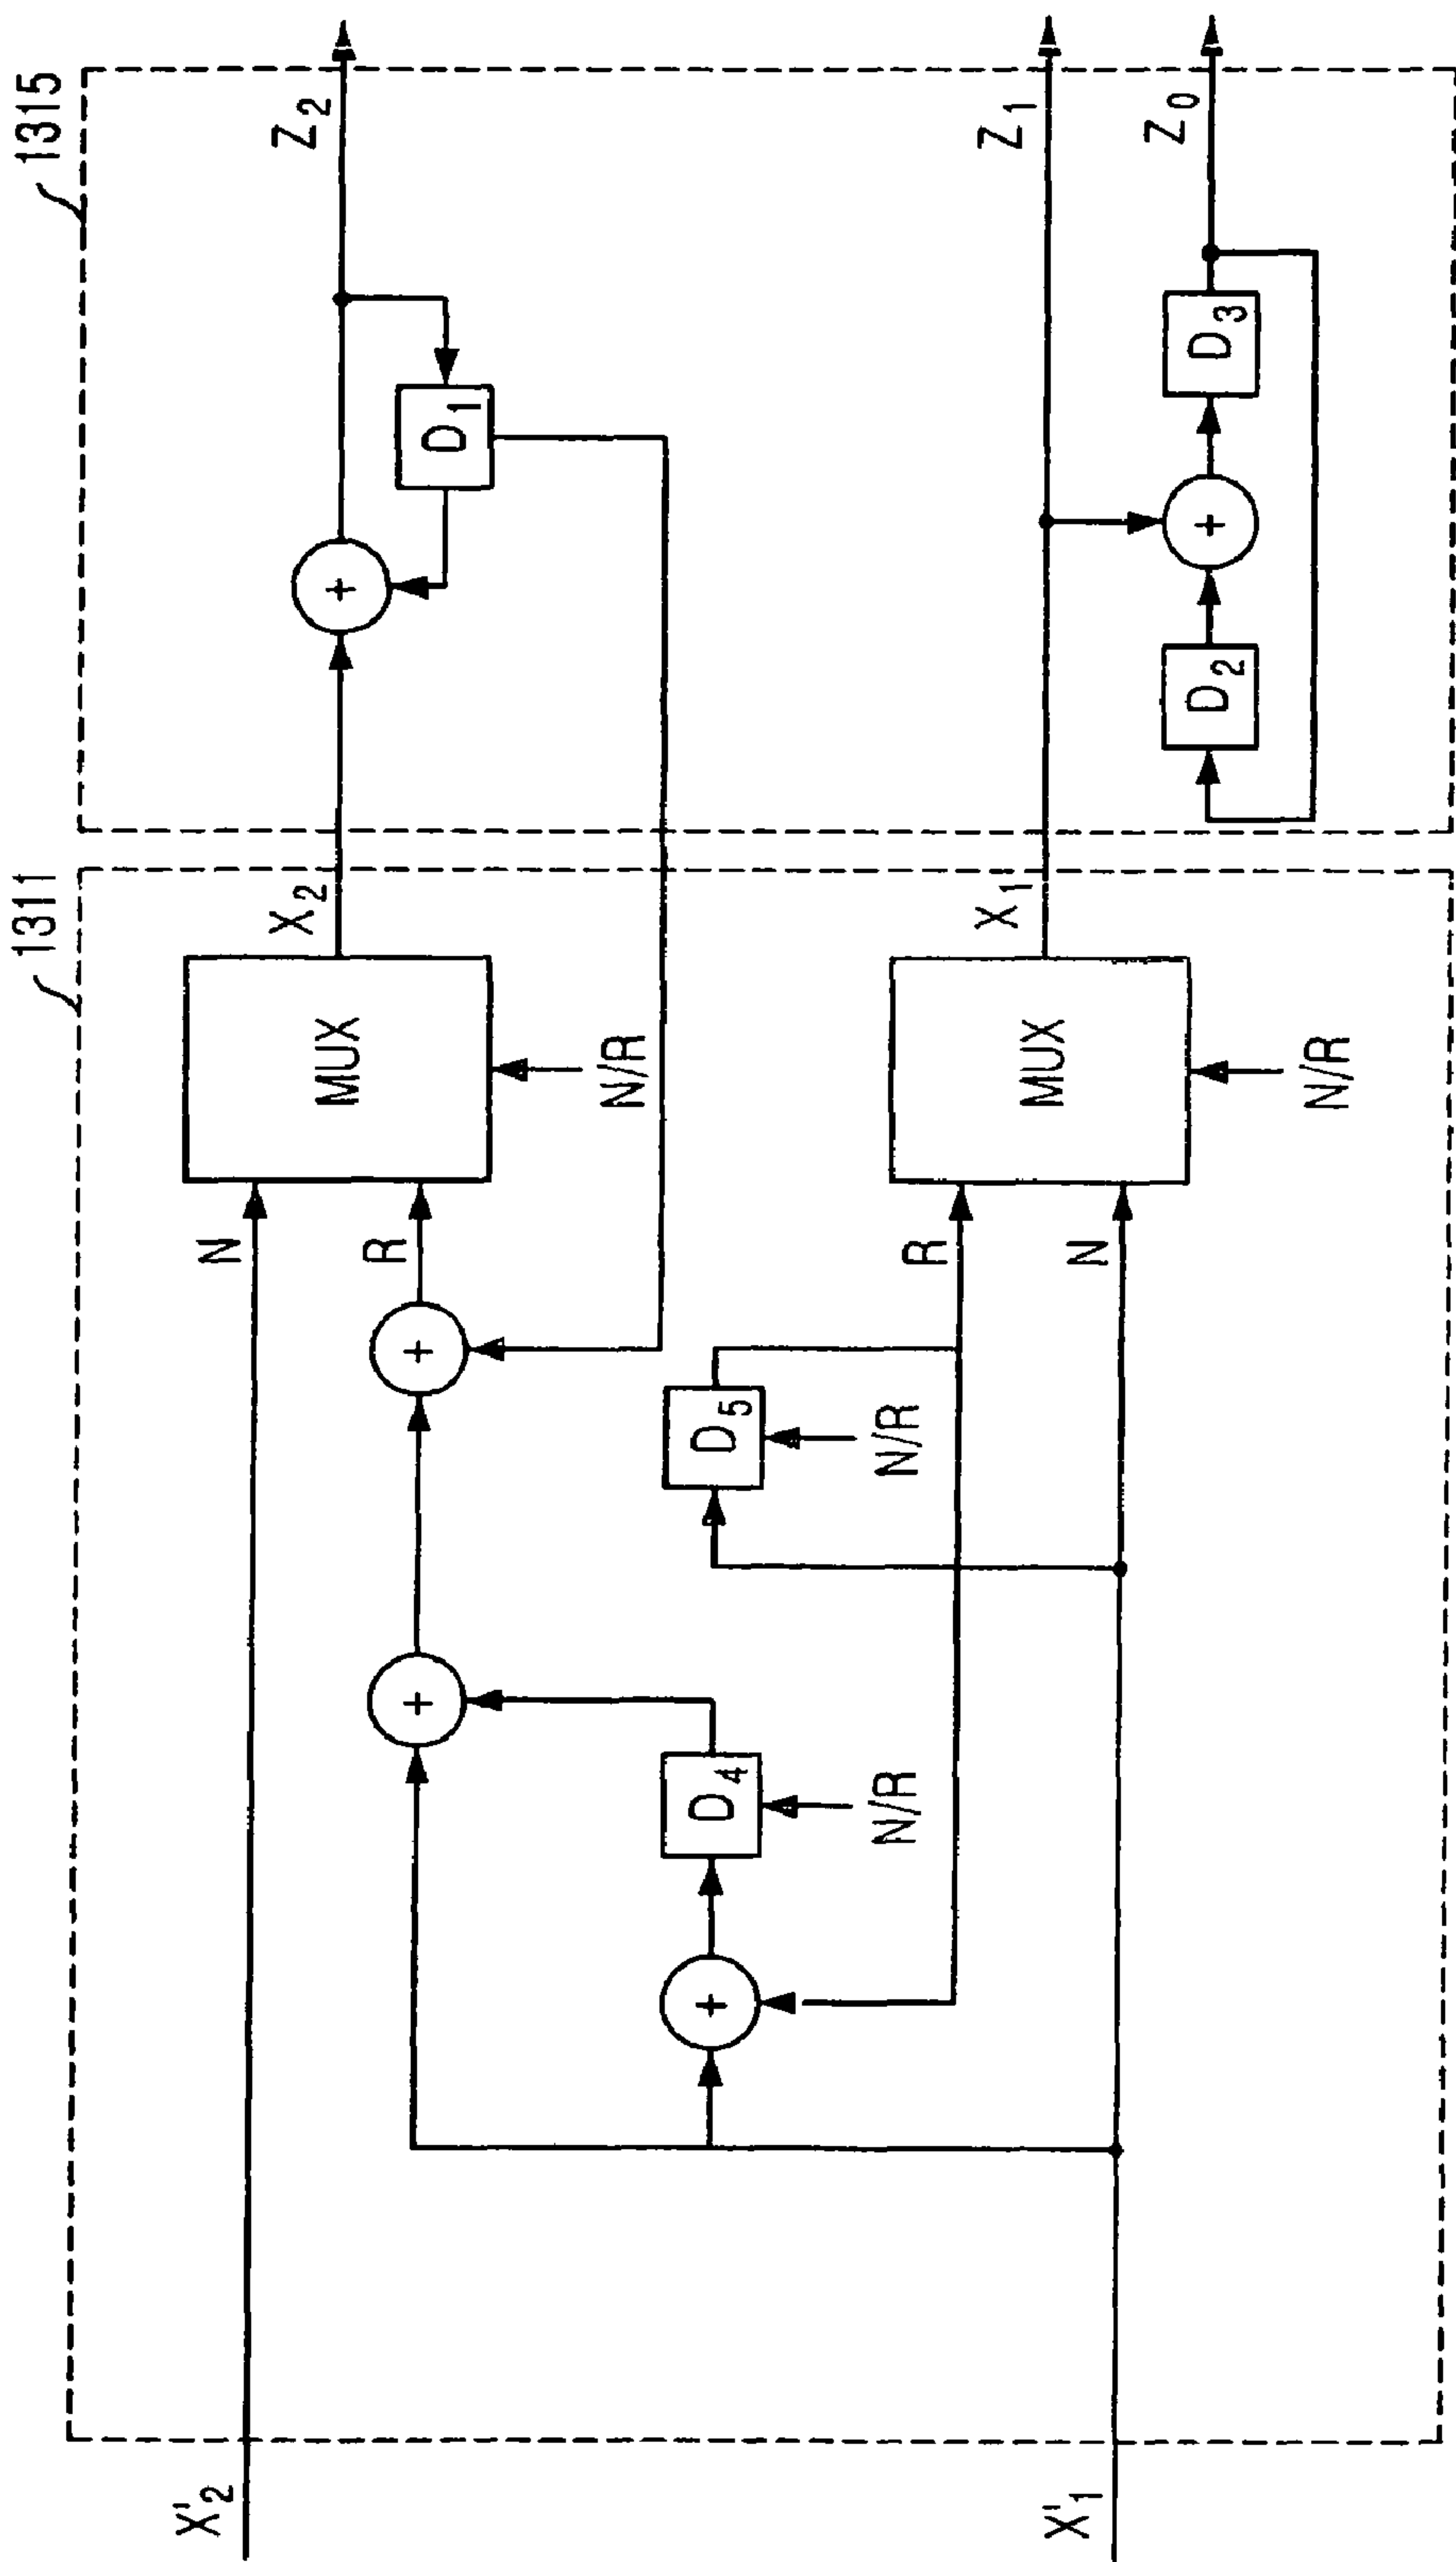 1311
1315
X'2
N
MUX
X2
Z2
R
N/R
+
+
+
D1
D4
N/R
+
D5
N/R
R
MUX
X1
Z1
N
N/R
X'1
D2
+
D3
Z0